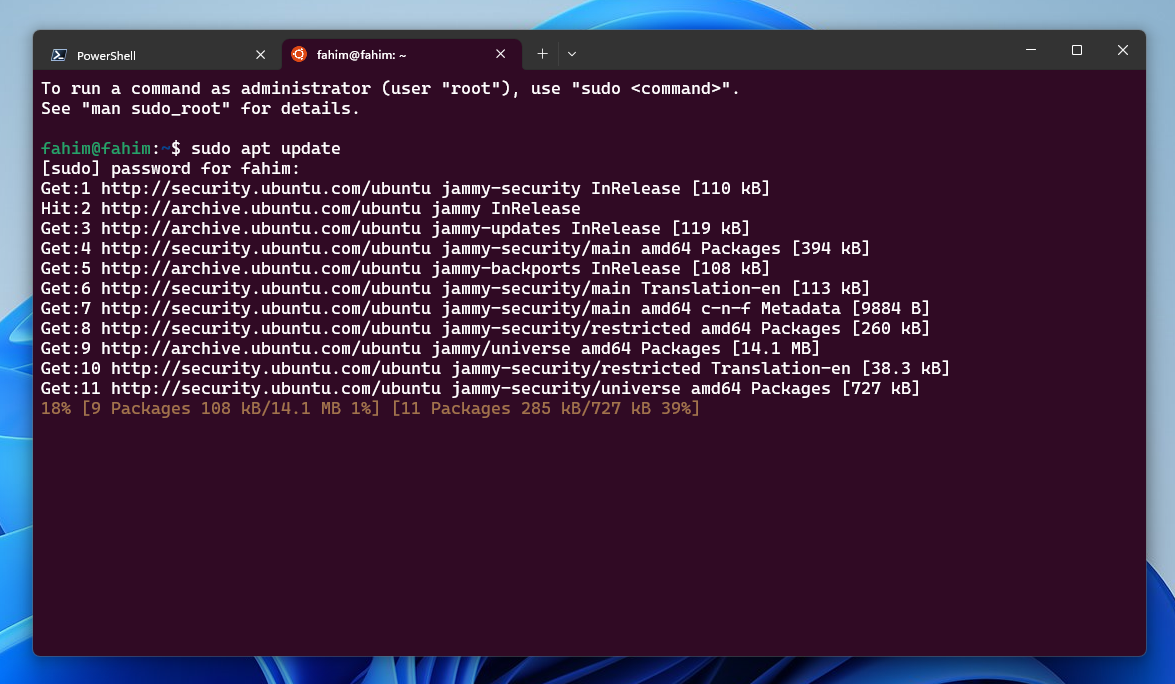 PowerShell
fahim@fahim: ~
To run a command as administrator (user "root"), use "sudo <command>".
See "man sudo_root" for details.
fahim@fahim:~$ sudo apt update
[sudo] password for fahim:
Get:1 http://security.ubuntu.com/ubuntu jammy-security InRelease [110 kB]
Hit:2 http://archive.ubuntu.com/ubuntu jammy InRelease
Get:3 http://archive.ubuntu.com/ubuntu jammy-updates InRelease [119 kB]
Get:4 http://security.ubuntu.com/ubuntu jammy-security/main amd64 Packages [394 kB]
Get:5 http://archive.ubuntu.com/ubuntu jammy-backports InRelease [108 kB]
Get:6 http://security.ubuntu.com/ubuntu jammy-security/main Translation-en [113 kB]
Get:7 http://security.ubuntu.com/ubuntu jammy-security/main amd64 c-n-f Metadata [9884 B]
Get:8 http://security.ubuntu.com/ubuntu jammy-security/restricted amd64 Packages [260 kB]
Get:9 http://archive.ubuntu.com/ubuntu jammy/universe amd64 Packages [14.1 MB]
Get:10 http://security.ubuntu.com/ubuntu jammy-security/restricted Translation-en [38.3 kB]
Get:11 http://security.ubuntu.com/ubuntu jammy-security/universe amd64 Packages [727 kB]
18% [9 Packages 108 kB/14.1 MB 1%] [11 Packages 285 kB/727 kB 39%]